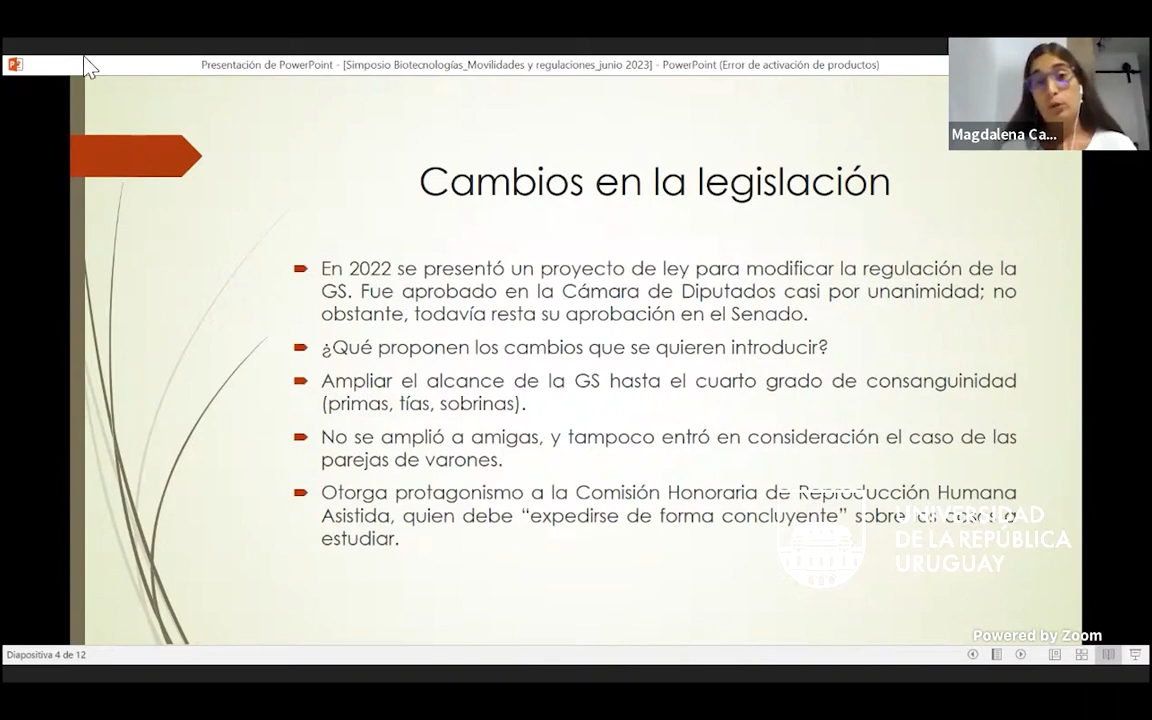 Presentación de PowerPoint - [Simposio Biotecnologías_Movilidades y regulaciones_junio 2023] - PowerPoint (Error de activación de productos)
Magdalena Ca...
Cambios en la legislación
En 2022 se presentó un proyecto de ley para modificar la regulación de la
GS. Fue aprobado en la Cámara de Diputados casi por unanimidad; no
obstante, todavía resta su aprobación en el Senado.
¿Qué proponen los cambios que se quieren introducir?
Ampliar el alcance de la GS hasta el cuarto grado de consanguinidad
(primas, tías, sobrinas).
No se amplió a amigas, y tampoco entró en consideración el caso de las
parejas de varones.
Otorga protagonismo a la Comisión Honoraria de Reproducción Humana
Asistida, quien debe “expedirse de forma concluyente” sobre
estudiar.
UNIVERSIDAD
DE LA REPÚBLICA
URUGUAY
Powered by Zoom
Diapositiva 4 de 12